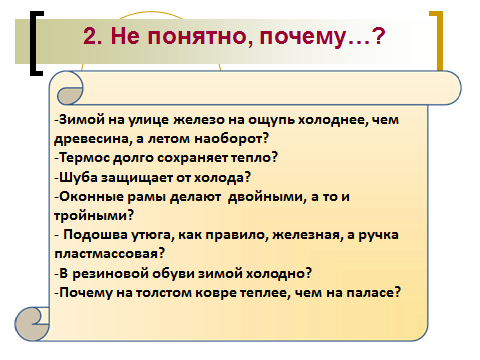 2. Не понятно, почему…?
-Зимой на улице железо на ощупь холоднее, чем
древесина, а летом наоборот?
-Термос долго сохраняет тепло?
-Шуба защищает от холода?
-Оконные рамы делают двойными, а то и
тройными?
- Подошва утюга, как правило, железная, а ручка
пластмассовая?
-В резиновой обуви зимой холодно?
-Почему на толстом ковре теплее, чем на паласе?